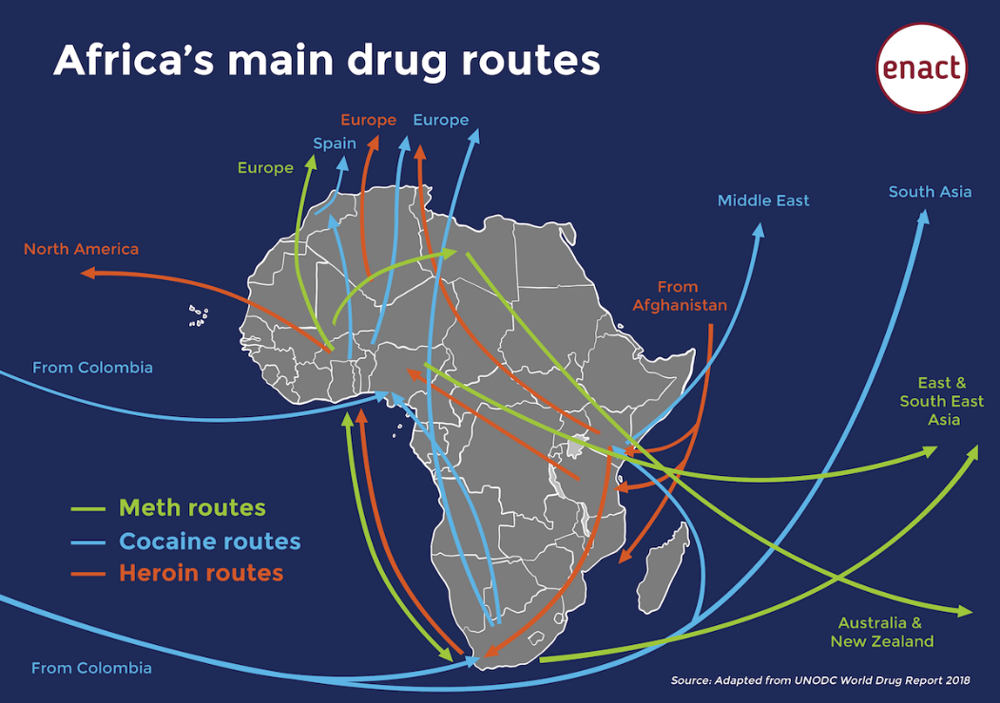 Africa's main drug routes
enact
Europe
Europe
Spain
Europe
Middle East
South Asia
North America
From
Afghanistan
From Colombia
East &
South East
Asia
Meth routes
Cocaine routes
Heroin routes
Australia &
New Zealand
From Colombia
Source: Adapted from UNODC World Drug Report 2018